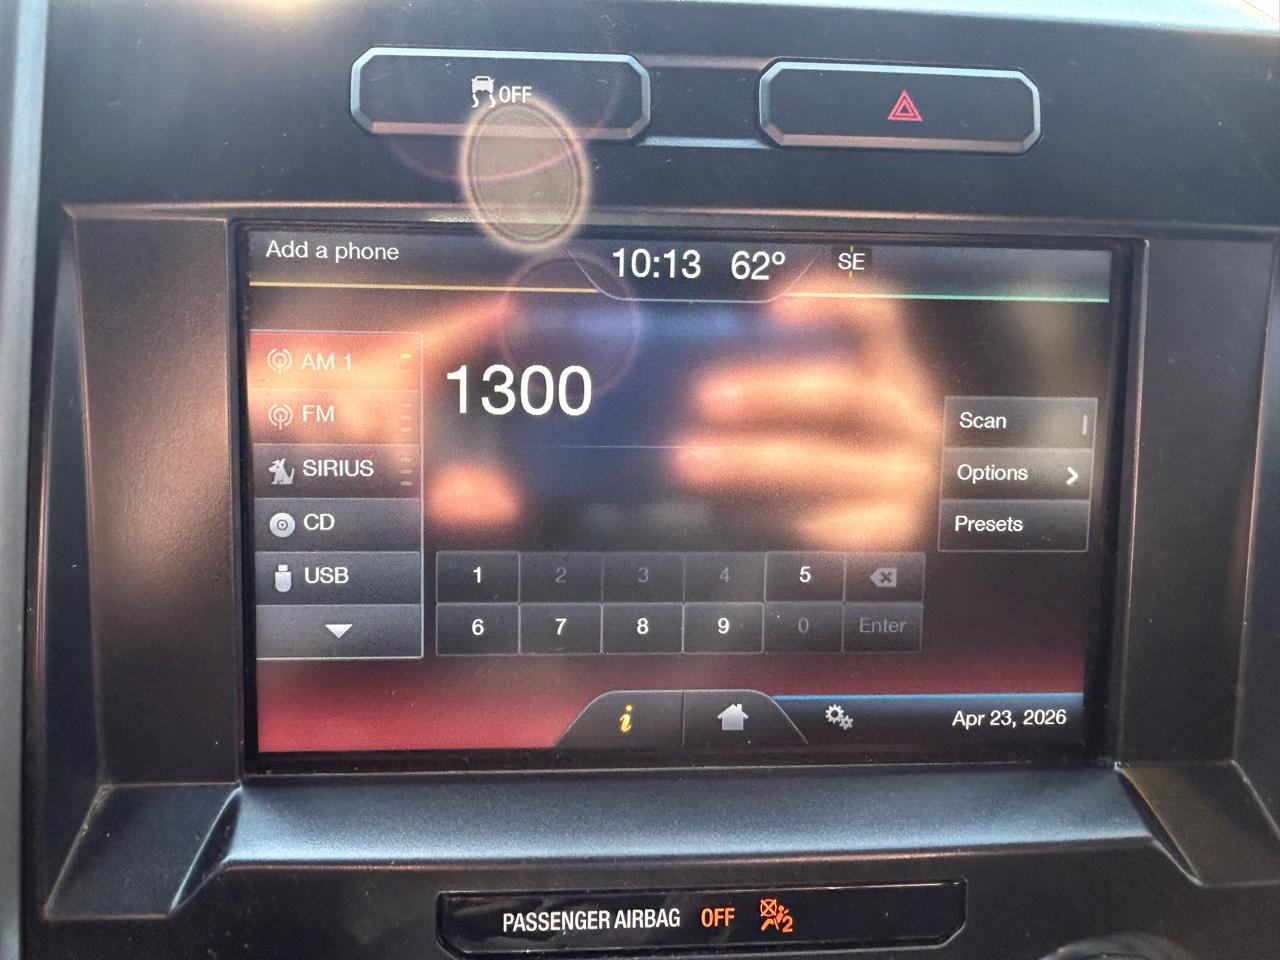 OFF
Add a phone
10:13 62° SE
AM 1
FM
SIRIUS
CD
USB
1300
Scan
Options
Presets
1 2 3 4 5
6 7 8 9 0 Enter
i
Apr 23, 2026
PASSENGER AIRBAG OFF 2